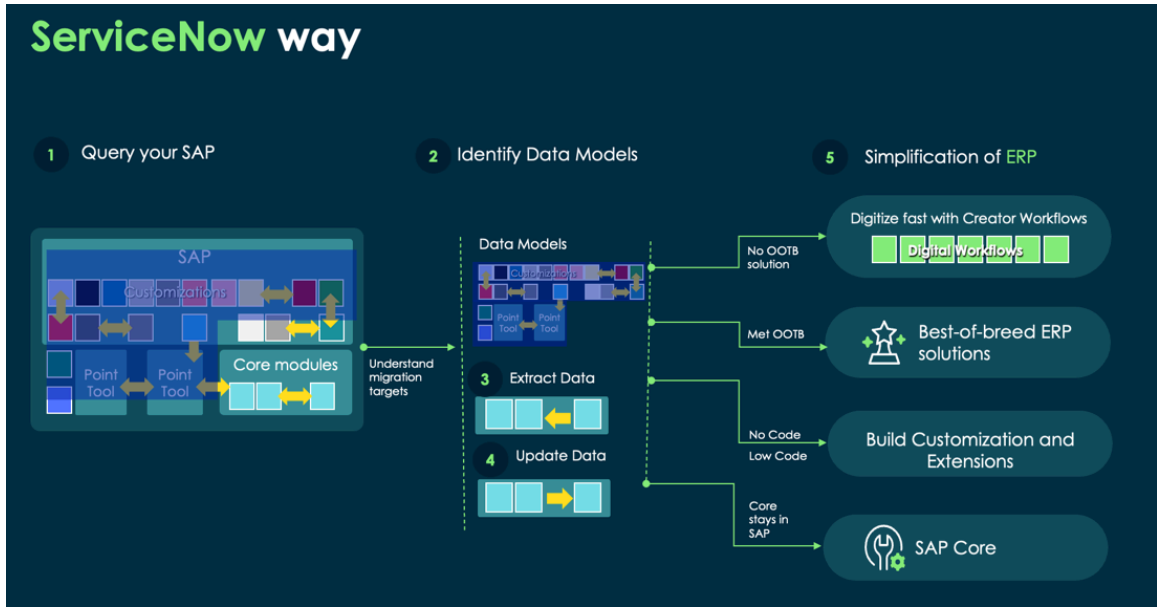 ServiceNow way
1 Query your SAP
SAP
Customizations
Point
Tool
Point
Tool
Core modules
Understand
migration
targets
2 Identify Data Models
Data Models
Customizations
Point
Tool
Point
Tool
3 Extract Data
4 Update Data
No OOTB
solution
Met OOTB
No Code
Low Code
Core
stays in
SAP
5 Simplification of ERP
Digitize fast with Creator Workflows
Digital Workflows
Best-of-breed ERP
solutions
Build Customization and
Extensions
SAP Core